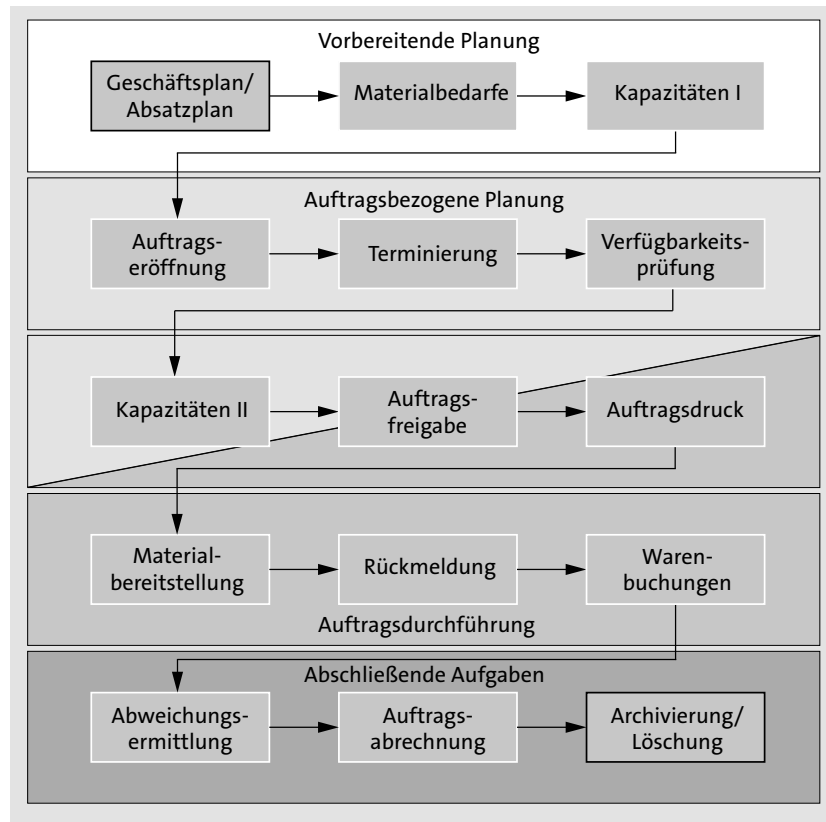 Vorbereitende Planung
Geschäftsplan/
Absatzplan
Materialbedarfe
Kapazitäten I
Auftragsbezogene Planung
Auftrags-
eröffnung
Terminierung
Verfügbarkeits-
prüfung
Kapazitäten II
Auftrags-
freigabe
Auftragsdruck
Material-
bereitstellung
Rückmeldung
Waren-
buchungen
Auftragsdurchführung
Abschließende Aufgaben
Abweichungs-
ermittlung
Auftrags-
abrechnung
Archivierung/
Löschung